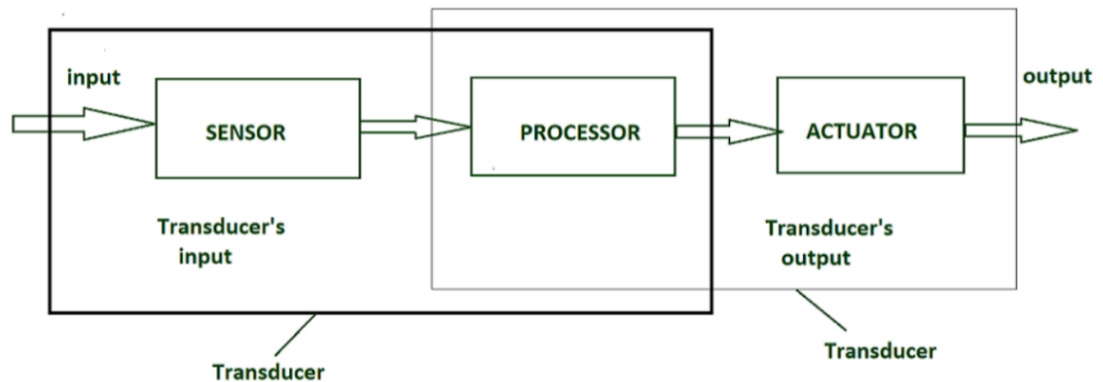 input
output
SENSOR
PROCESSOR
ACTUATOR
Transducer's
input
Transducer's
output
Transducer
Transducer